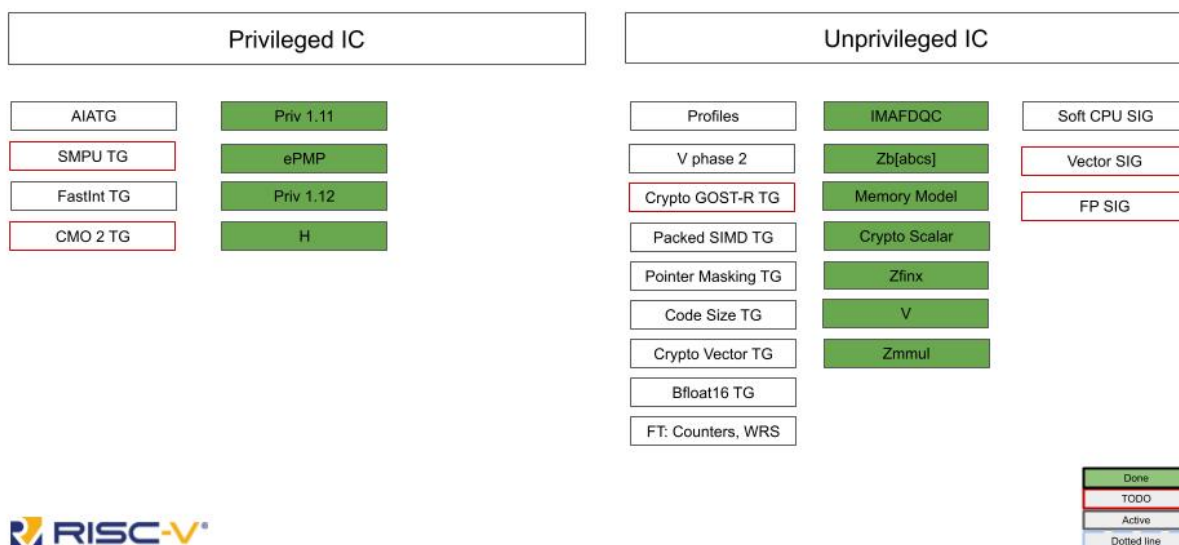 Privileged IC
AIATG
SMPU TG
FastInt TG
CMO 2 TG
Priv 1.11
ePMP
Priv 1.12
H
Unprivileged IC
Profiles
V phase 2
Crypto GOST-R TG
Packed SIMD TG
Pointer Masking TG
Code Size TG
Crypto Vector TG
Bfloat16 TG
FT: Counters, WRS
IMAFDQC
Zb[abcs]
Memory Model
Crypto Scalar
Zfinx
V
Zmmul
Soft CPU SIG
Vector SIG
FP SIG
RISC-V®
Done
TODO
Active
Dotted line